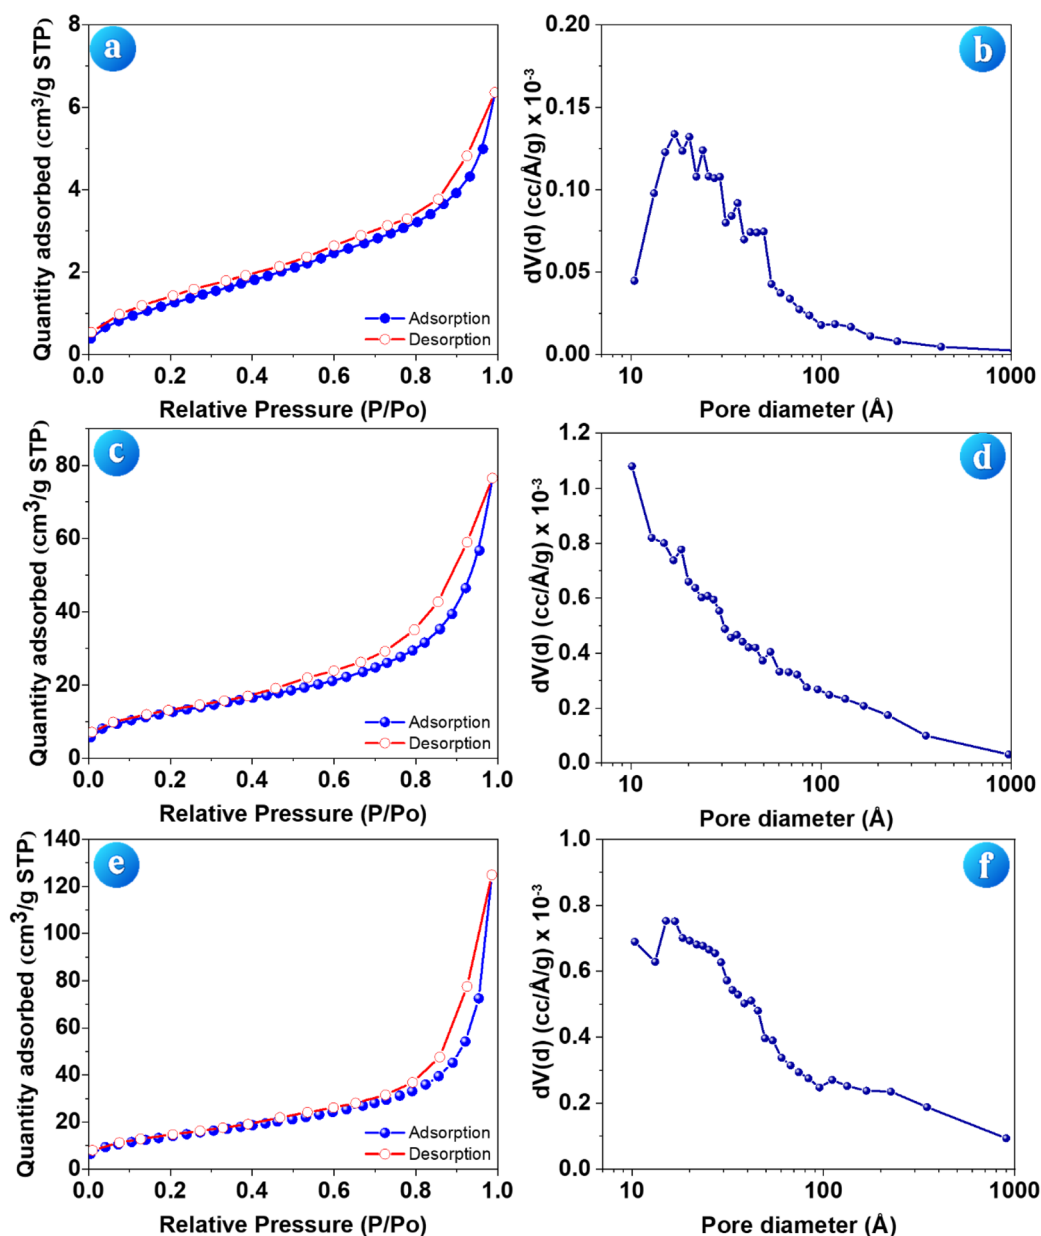 a
Quantity adsorbed (cm³/g STP)
8
6
4
2
0
Adsorption
Desorption
0.0 0.2 0.4 0.6 0.8 1.0
Relative Pressure (P/Po)
b
dV(d) (cc/Å/g) x 10⁻³
0.20
0.15
0.10
0.05
0.00
10 100 1000
Pore diameter (Å)
c
Quantity adsorbed (cm³/g STP)
80
60
40
20
0
Adsorption
Desorption
0.0 0.2 0.4 0.6 0.8 1.0
Relative Pressure (P/Po)
d
dV(d) (cc/Å/g) x 10⁻³
1.2
1.0
0.8
0.6
0.4
0.2
0.0
10 100 1000
Pore diameter (Å)
e
Quantity adsorbed (cm³/g STP)
140
120
100
80
60
40
20
0
Adsorption
Desorption
0.0 0.2 0.4 0.6 0.8 1.0
Relative Pressure (P/Po)
f
dV(d) (cc/Å/g) x 10⁻³
1.0
0.8
0.6
0.4
0.2
0.0
10 100 1000
Pore diameter (Å)